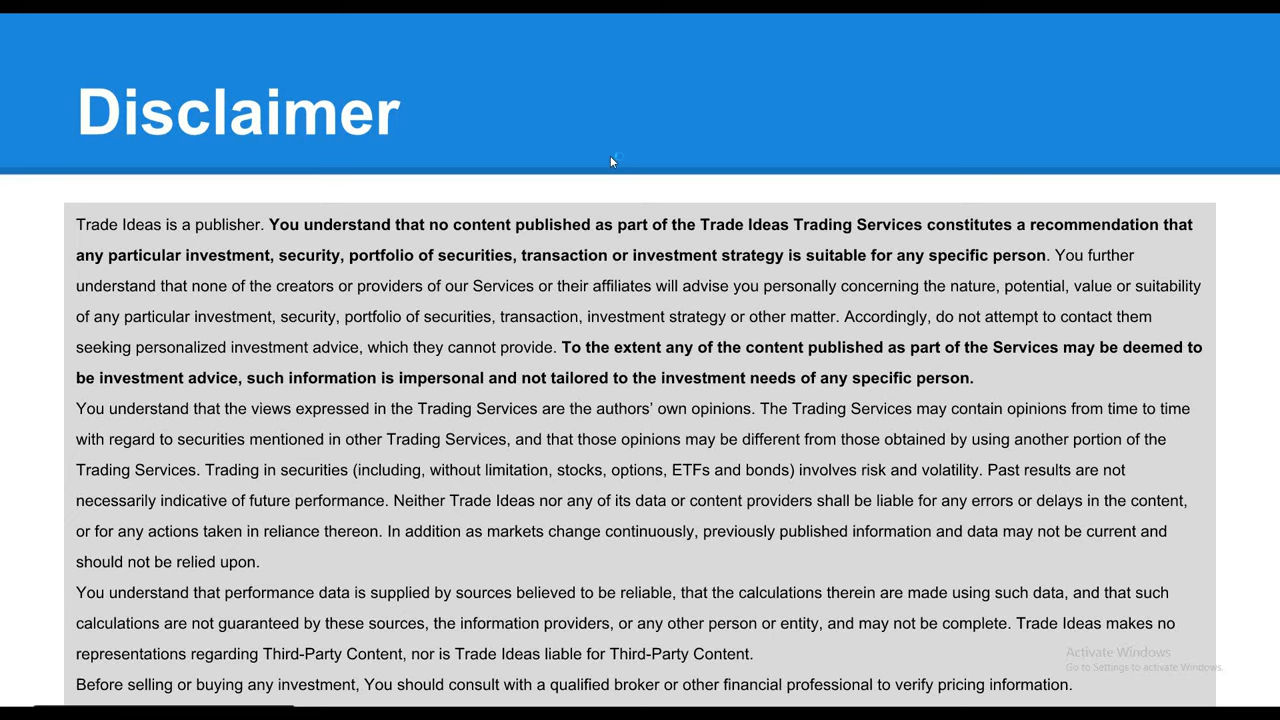 Disclaimer
Trade Ideas is a publisher. You understand that no content published as part of the Trade Ideas Trading Services constitutes a recommendation that
any particular investment, security, portfolio of securities, transaction or investment strategy is suitable for any specific person. You further
understand that none of the creators or providers of our Services or their affiliates will advise you personally concerning the nature, potential, value or suitability
of any particular investment, security, portfolio of securities, transaction, investment strategy or other matter. Accordingly, do not attempt to contact them
seeking personalized investment advice, which they cannot provide. To the extent any of the content published as part of the Services may be deemed to
be investment advice, such information is impersonal and not tailored to the investment needs of any specific person.
You understand that the views expressed in the Trading Services are the authors’ own opinions. The Trading Services may contain opinions from time to time
with regard to securities mentioned in other Trading Services, and that those opinions may be different from those obtained by using another portion of the
Trading Services. Trading in securities (including, without limitation, stocks, options, ETFs and bonds) involves risk and volatility. Past results are not
necessarily indicative of future performance. Neither Trade Ideas nor any of its data or content providers shall be liable for any errors or delays in the content,
or for any actions taken in reliance thereon. In addition as markets change continuously, previously published information and data may not be current and
should not be relied upon.
You understand that performance data is supplied by sources believed to be reliable, that the calculations therein are made using such data, and that such
calculations are not guaranteed by these sources, the information providers, or any other person or entity, and may not be complete. Trade Ideas makes no
representations regarding Third-Party Content, nor is Trade Ideas liable for Third-Party Content.
Before selling or buying any investment, You should consult with a qualified broker or other financial professional to verify pricing information.
Activate Windows
Go to Settings to activate Windows.